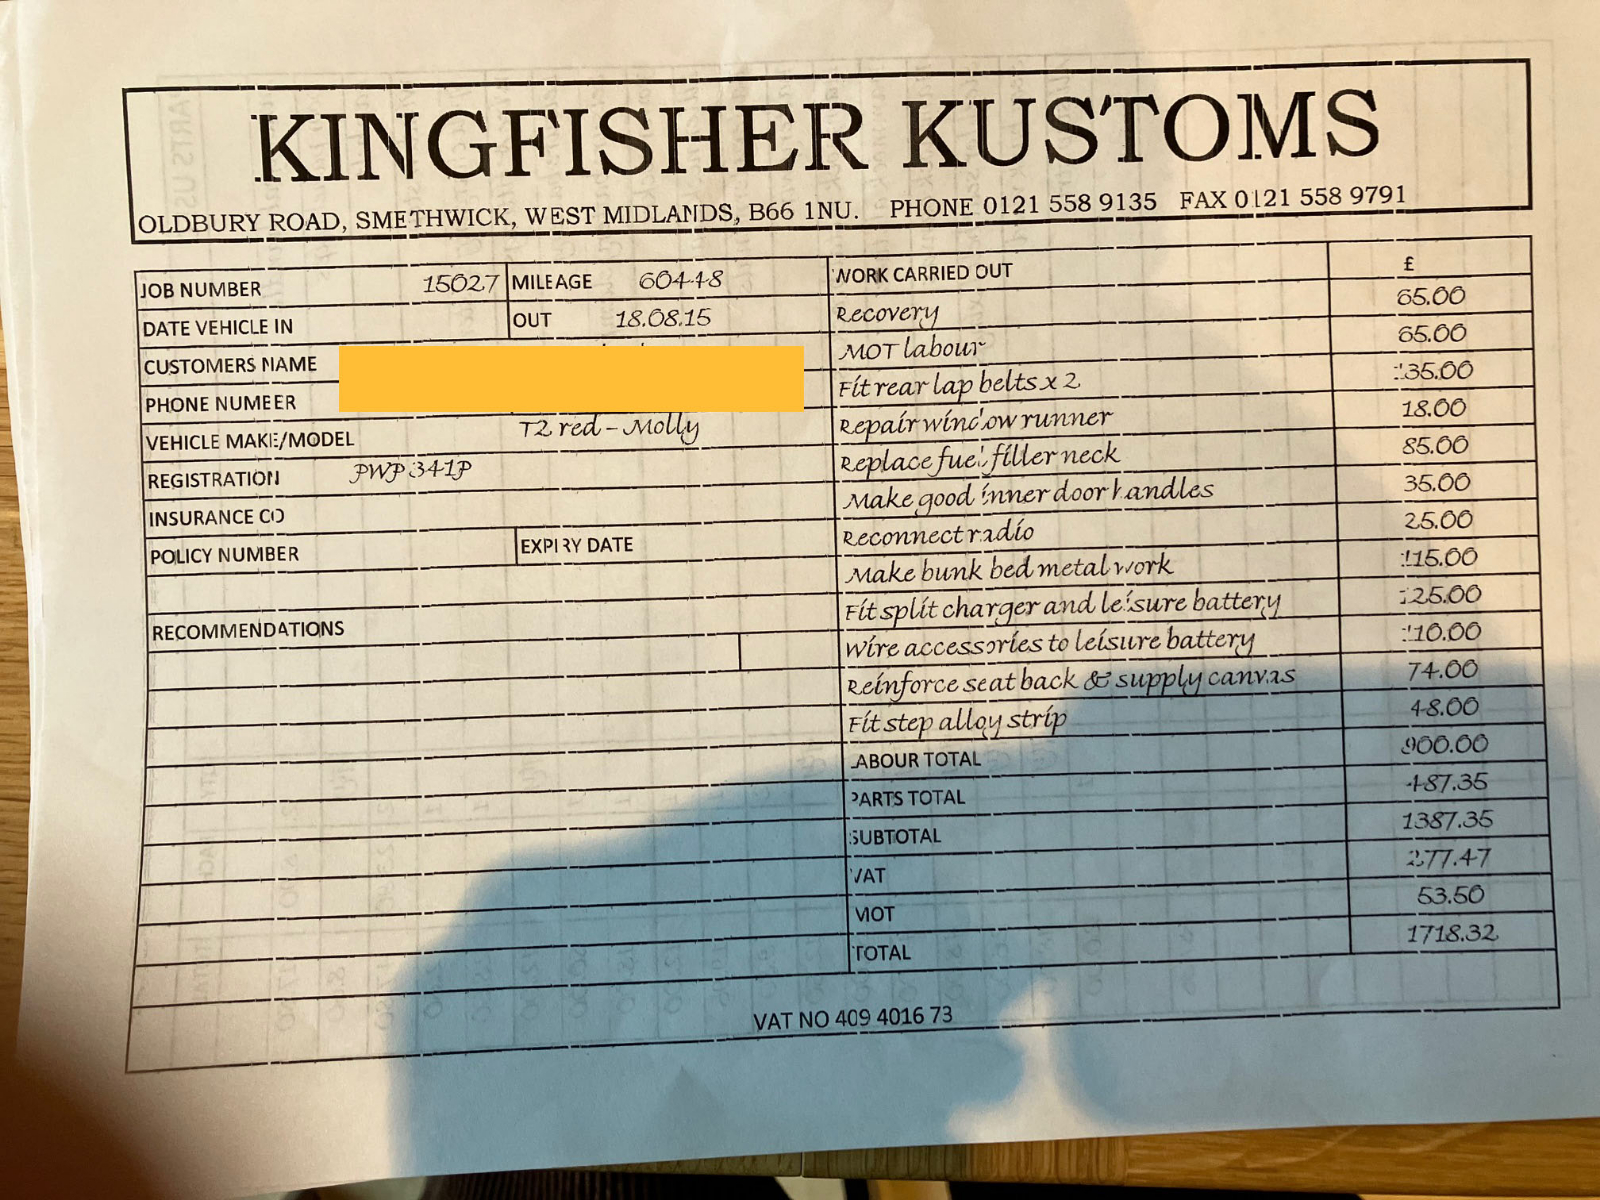 KINGFISHER KUSTOMS
OLDBURY ROAD, SMETHWICK, WEST MIDLANDS, B66 1NU. PHONE 0121 558 9135 FAX 0121 558 9791
JOB NUMBER 15027 MILEAGE 60448
DATE VEHICLE IN OUT 18.08.15
CUSTOMERS NAME
PHONE NUMBER
VEHICLE MAKE/MODEL T2 red - Molly
REGISTRATION PWP 341P
INSURANCE CO
POLICY NUMBER EXPIRY DATE
RECOMMENDATIONS
WORK CARRIED OUT £
Recovery 65.00
MOT labour 65.00
Fit rear lap belts x 2 135.00
Repair window runner 18.00
Replace fuel filler neck 85.00
Make good inner door handles 35.00
Reconnect radio 25.00
Make bunk bed metal work 115.00
Fit split charger and leisure battery 125.00
Wire accessories to leisure battery 110.00
Reinforce seat back & supply canvas 74.00
Fit step alloy strip 48.00
LABOUR TOTAL 900.00
PARTS TOTAL 487.35
SUBTOTAL 1387.35
VAT 277.47
MOT 53.50
TOTAL 1718.32
VAT NO 409 4016 73